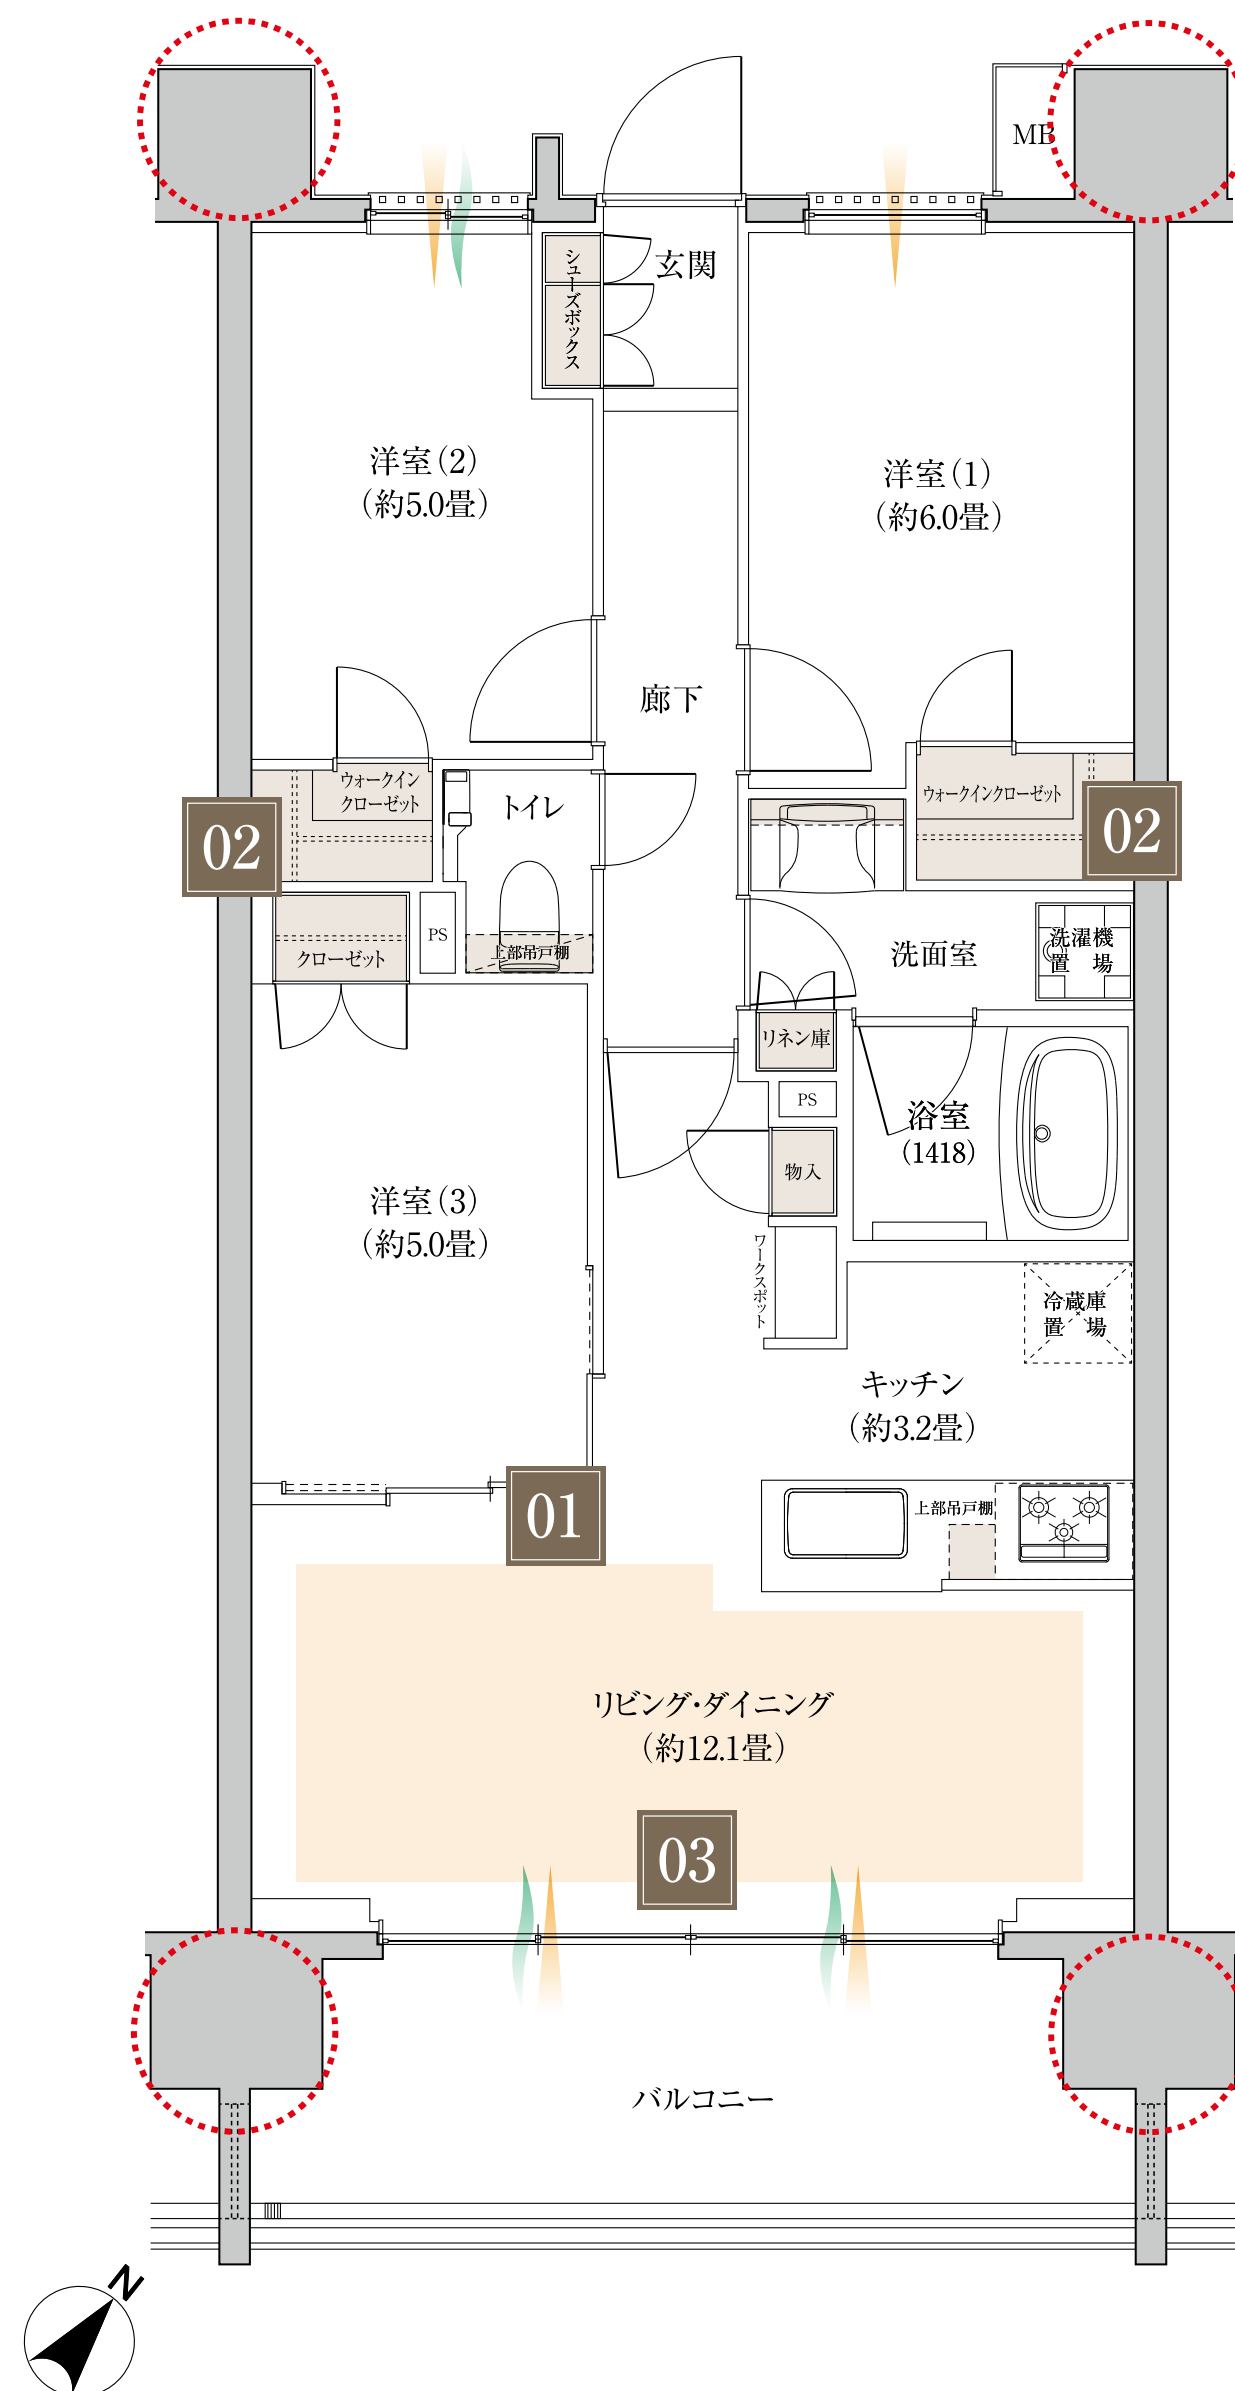 MB
シューズボックス
玄関
洋室(2)
(約5.0畳)
洋室(1)
(約6.0畳)
廊下
ウォークイン
クローゼット
トイレ
ウォークインクローゼット
02
02
クローゼット
PS
上部吊戸棚
洗面室
洗濯機
置 場
リネン庫
PS
浴室
(1418)
物入
洋室(3)
(約5.0畳)
ワークスポット
冷蔵庫
置 場
キッチン
(約3.2畳)
上部吊戸棚
01
リビング・ダイニング
(約12.1畳)
03
バルコニー
N